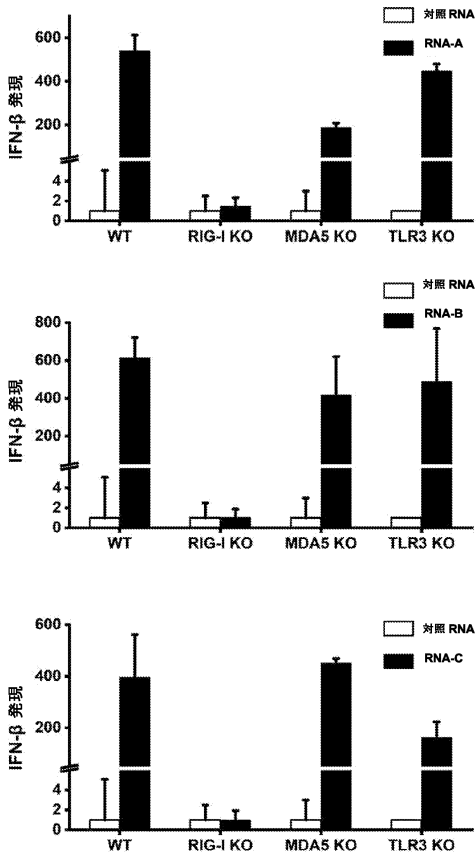 対照 RNA
RNA-A
IFN-β 発現
600
400
200
4
2
0
WT RIG-I KO MDA5 KO TLR3 KO
対照 RNA
RNA-B
IFN-β 発現
800
600
400
200
4
2
0
WT RIG-I KO MDA5 KO TLR3 KO
対照 RNA
RNA-C
IFN-β 発現
600
400
200
4
2
0
WT RIG-I KO MDA5 KO TLR3 KO